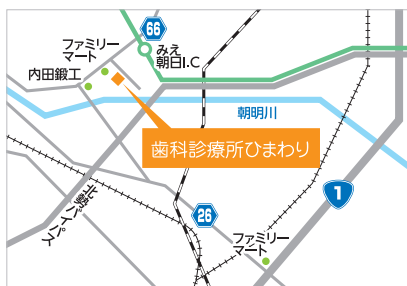 66
ファミリー
マート
みえ
朝日I.C
内田鍛工
朝明川
歯科診療所ひまわり
1
北勢バイパス
26
ファミリー
マート